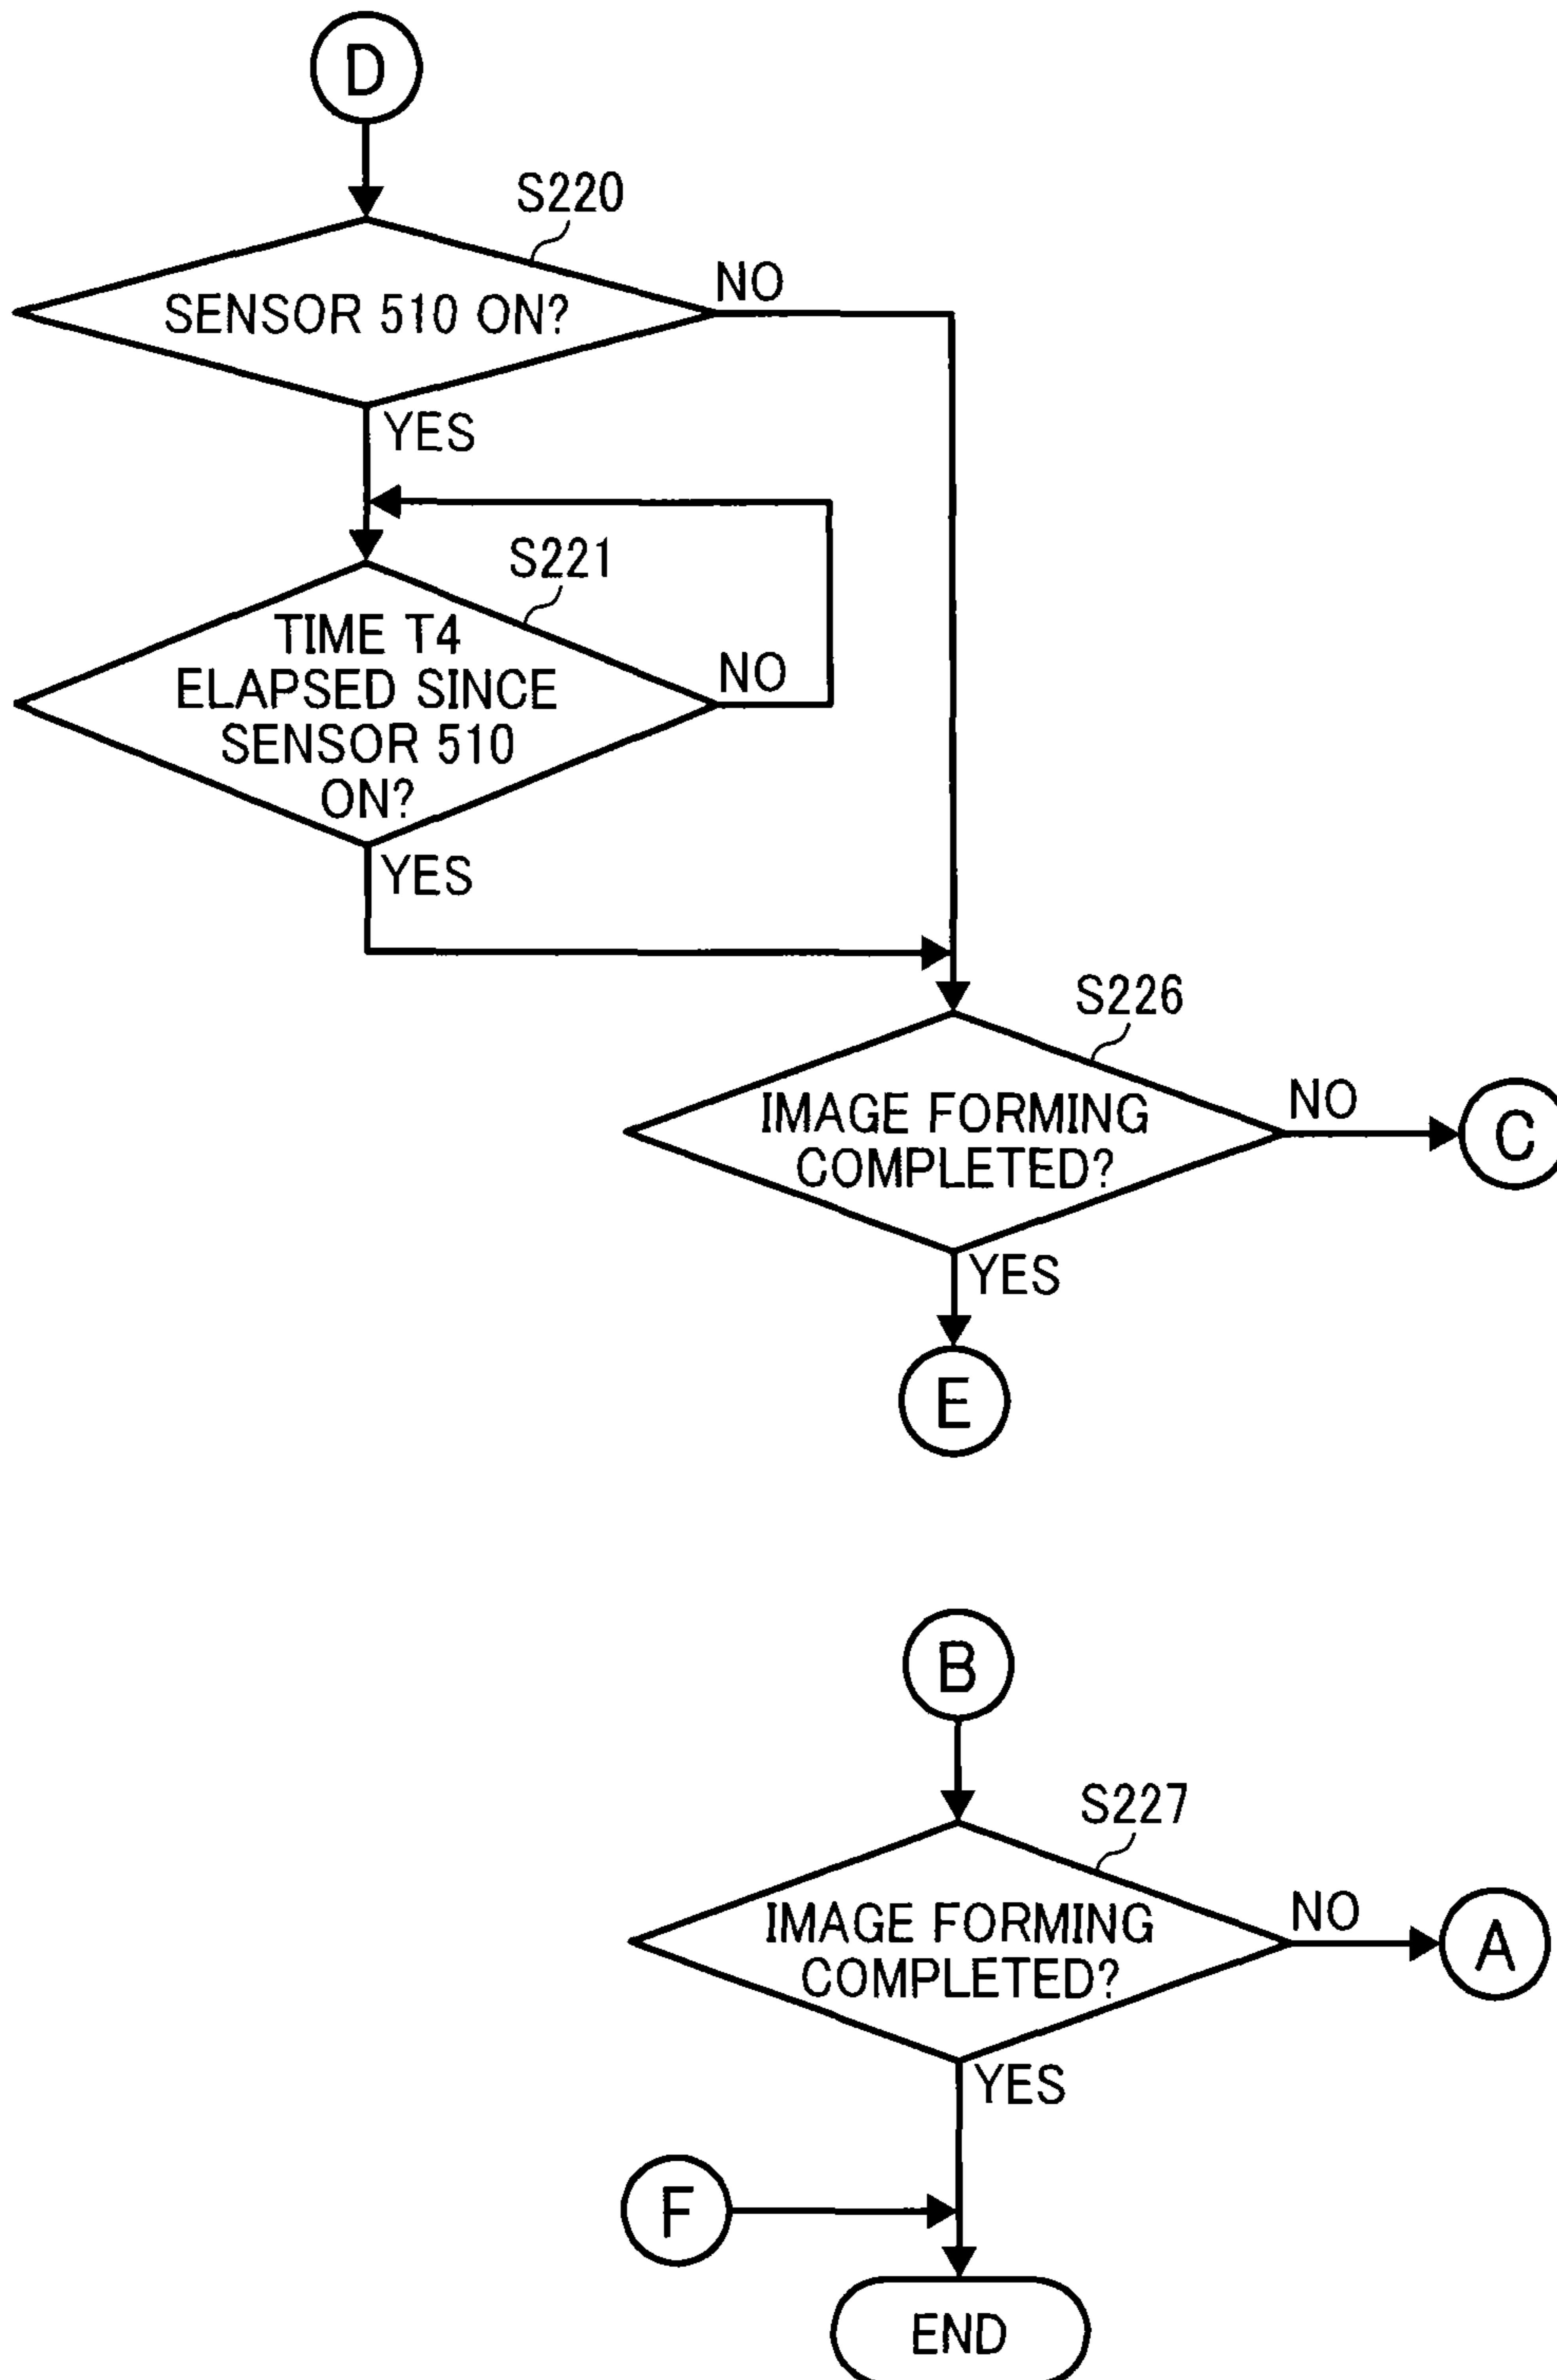 D
S220
SENSOR 510 ON?
NO
YES
S221
TIME T4
ELAPSED SINCE
SENSOR 510
ON?
NO
YES
S226
IMAGE FORMING
COMPLETED?
NO
C
YES
E
B
S227
IMAGE FORMING
COMPLETED?
NO
A
YES
F
END